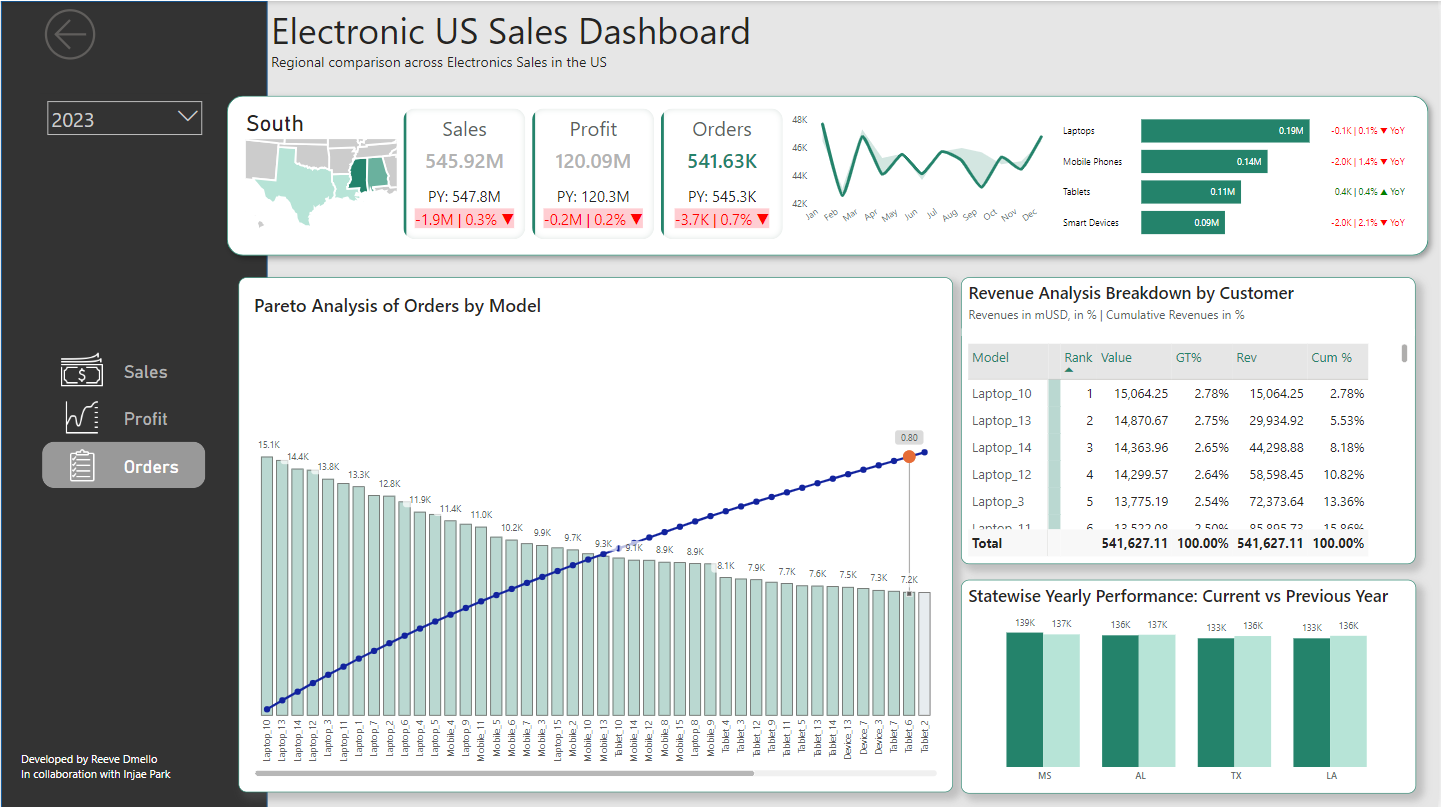 Electronic US Sales Dashboard
Regional comparison across Electronics Sales in the US
2023
South
Sales
545.92M
PY: 547.8M
-1.9M | 0.3% ▼
Profit
120.09M
PY: 120.3M
-0.2M | 0.2% ▼
Orders
541.63K
PY: 545.3K
-3.7K | 0.7% ▼
48K
46K
44K
42K
Jan Feb Mar Apr May Jun Jul Aug Sep Oct Nov Dec
Laptops 0.19M -0.1K | 0.1% ▼ YoY
Mobile Phones 0.14M -2.0K | 1.4% ▼ YoY
Tablets 0.11M 0.4K | 0.4% ▲ YoY
Smart Devices 0.09M -2.0K | 2.1% ▼ YoY
Sales
Profit
Orders
Developed by Reeve Dmello
In collaboration with Injae Park
Pareto Analysis of Orders by Model
15.1K 14.4K 13.8K 13.3K 12.8K 11.9K 11.4K 11.0K 10.2K 9.9K 9.7K 9.3K 9.1K 8.9K 8.9K 8.1K 7.9K 7.7K 7.6K 7.5K 7.3K 7.2K
0.80
Laptop_10 Laptop_13 Laptop_14 Laptop_12 Laptop_3 Laptop_11 Laptop_1 Laptop_7 Laptop_2 Laptop_6 Laptop_4 Laptop_5 Mobile_4 Laptop_9 Mobile_11 Mobile_5 Mobile_6 Mobile_7 Mobile_3 Laptop_15 Mobile_2 Mobile_10 Mobile_13 Tablet_10 Mobile_14 Mobile_12 Mobile_8 Mobile_15 Laptop_8 Mobile_9 Tablet_4 Tablet_3 Tablet_12 Tablet_9 Tablet_11 Tablet_5 Tablet_13 Tablet_14 Device_13 Device_7 Device_3 Tablet_7 Tablet_6 Tablet_2
Revenue Analysis Breakdown by Customer
Revenues in mUSD, in % | Cumulative Revenues in %
Model Rank Value GT% Rev Cum %
Laptop_10 1 15,064.25 2.78% 15,064.25 2.78%
Laptop_13 2 14,870.67 2.75% 29,934.92 5.53%
Laptop_14 3 14,363.96 2.65% 44,298.88 8.18%
Laptop_12 4 14,299.57 2.64% 58,598.45 10.82%
Laptop_3 5 13,775.19 2.54% 72,373.64 13.36%
Laptop_11 6 13,522.08 2.50% 85,895.73 15.86%
Total 541,627.11 100.00% 541,627.11 100.00%
Statewise Yearly Performance: Current vs Previous Year
139K 137K 136K 137K 133K 136K 133K 136K
MS AL TX LA